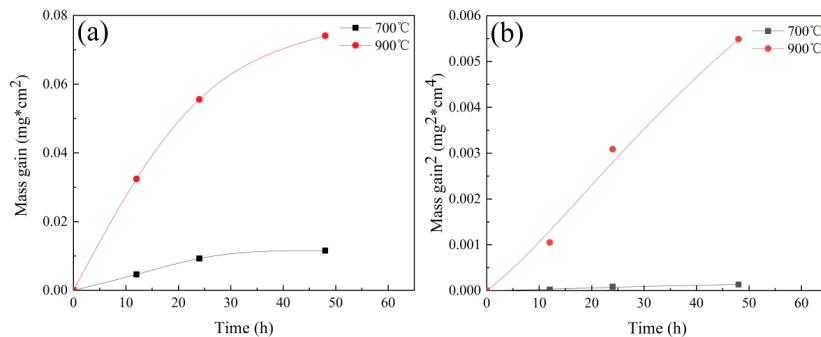 (a)
700℃
900℃
0.08
0.06
0.04
0.02
0.00
Mass gain (mg*cm²)
0 10 20 30 40 50 60
Time (h)
(b)
700℃
900℃
0.006
0.005
0.003
0.002
0.001
0.000
Mass gain² (mg²*cm⁴)
0 10 20 30 40 50 60
Time (h)